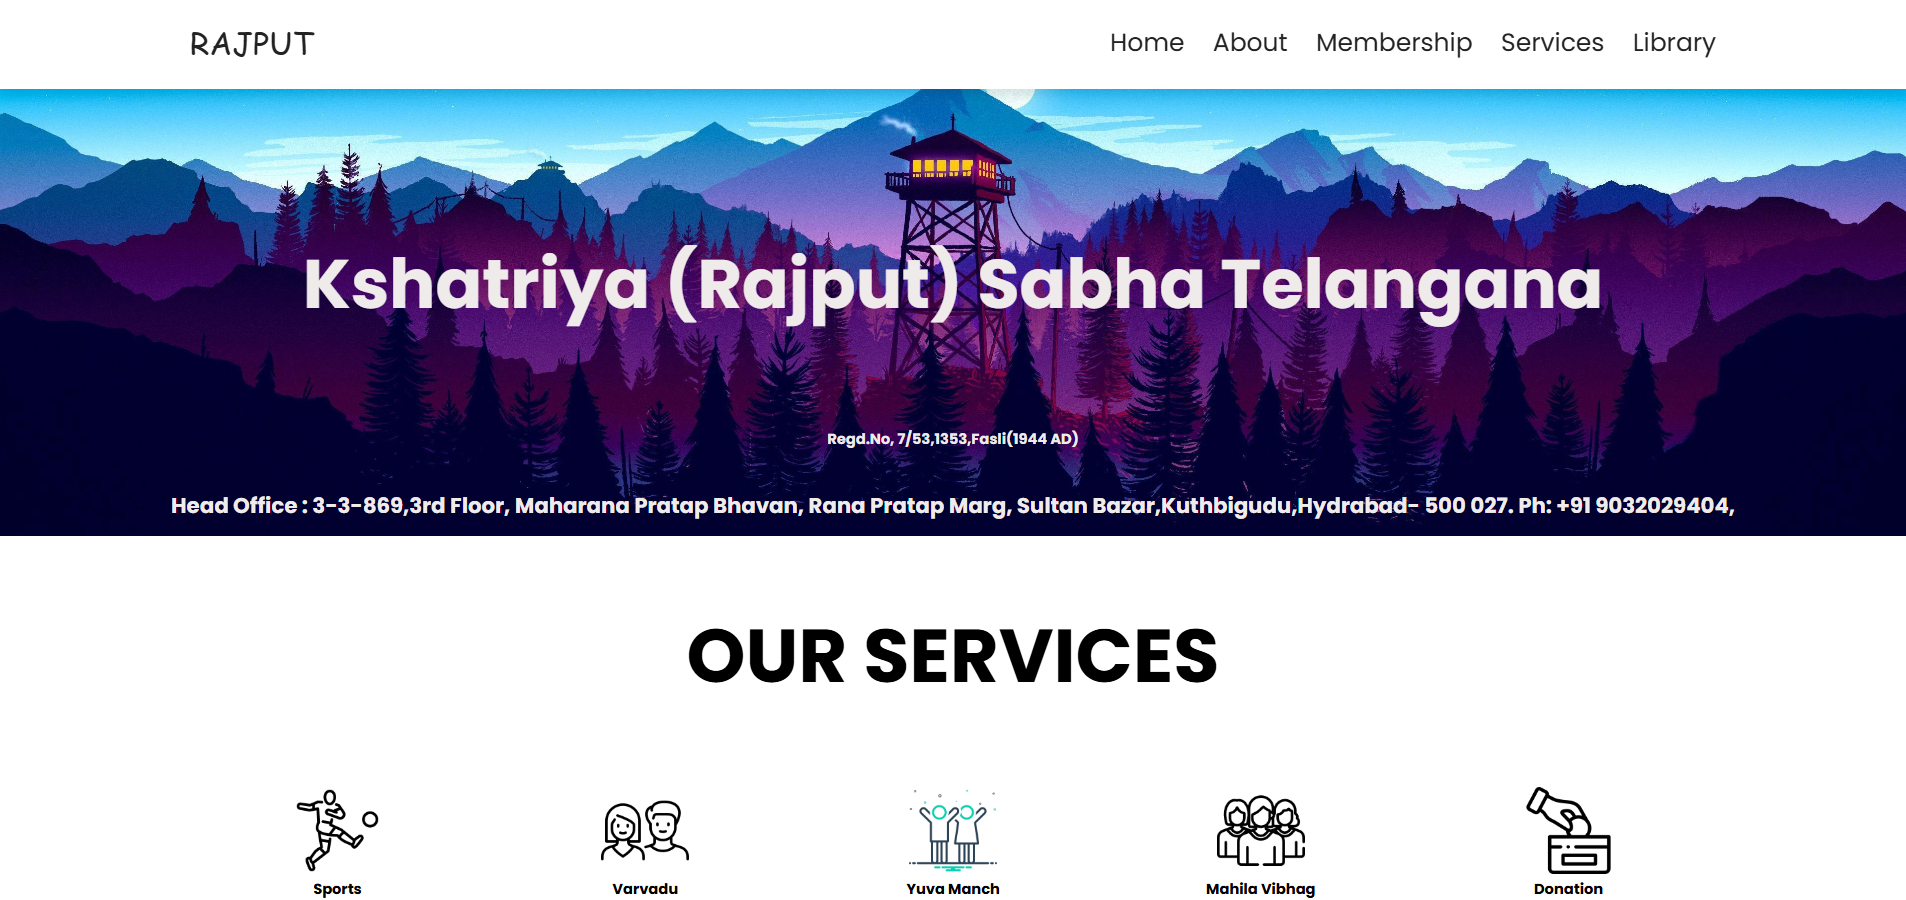 RAJPUT
Home About Membership Services Library
Kshatriya (Rajput) Sabha Telangana
Regd.No, 7/53,1353,Fasli(1944 AD)
Head Office : 3-3-869,3rd Floor, Maharana Pratap Bhavan, Rana Pratap Marg, Sultan Bazar,Kuthbigudu,Hydrabad- 500 027. Ph: +91 9032029404,
OUR SERVICES
Sports
Varvadu
Yuva Manch
Mahila Vibhag
Donation